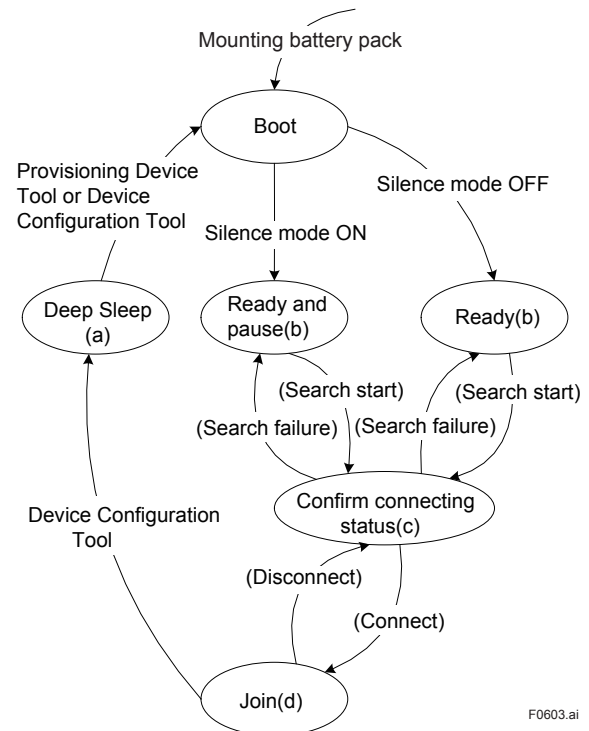 Mounting battery pack
Boot
Provisioning Device
Tool or Device
Configuration Tool
Silence mode OFF
Silence mode ON
Deep Sleep
(a)
Ready and
pause(b)
Ready(b)
(Search start)
(Search start)
(Search failure)
(Search failure)
Confirm connecting
status(c)
Device Configuration
Tool
(Disconnect)
(Connect)
Join(d)
F0603.ai